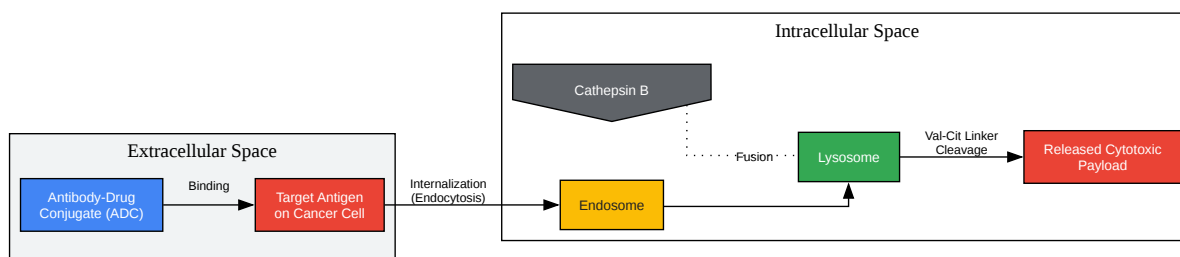 Extracellular Space
Antibody-Drug
Conjugate (ADC)
Binding
Target Antigen
on Cancer Cell
Internalization
(Endocytosis)
Intracellular Space
Cathepsin B
Endosome
Fusion
Lysosome
Val-Cit Linker
Cleavage
Released Cytotoxic
Payload